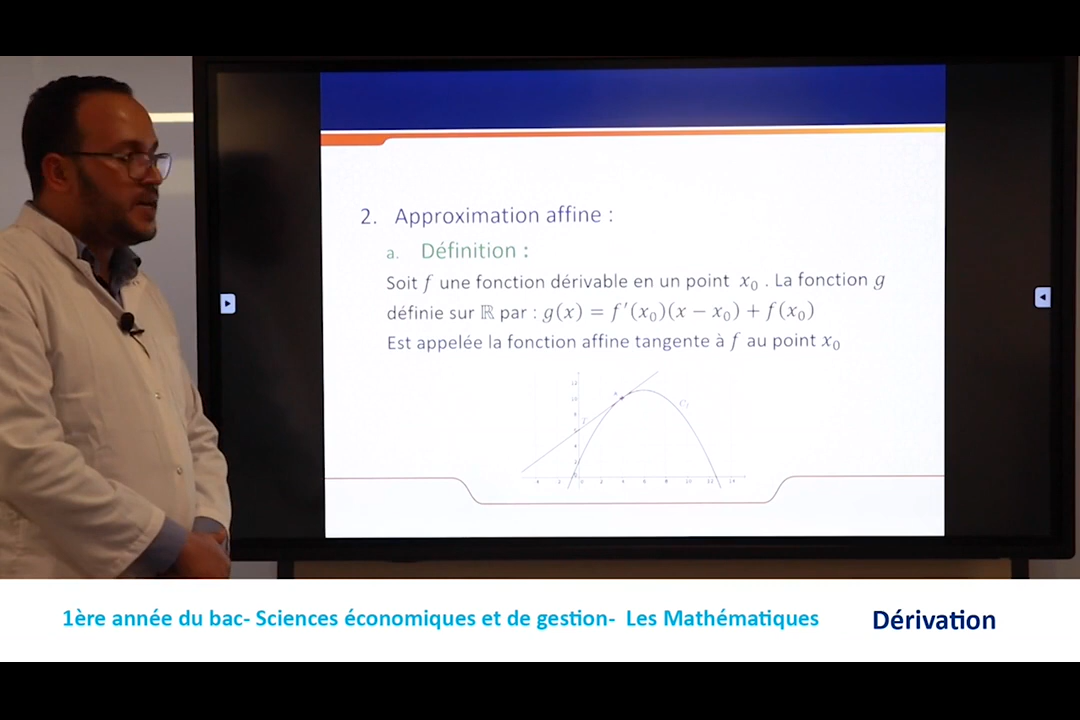 2. Approximation affine :
a. Définition :
Soit f une fonction dérivable en un point x₀ . La fonction g
définie sur ℝ par : g(x) = f′(x₀)(x − x₀) + f(x₀)
Est appelée la fonction affine tangente à f au point x₀
1ère année du bac- Sciences économiques et de gestion- Les Mathématiques
Dérivation